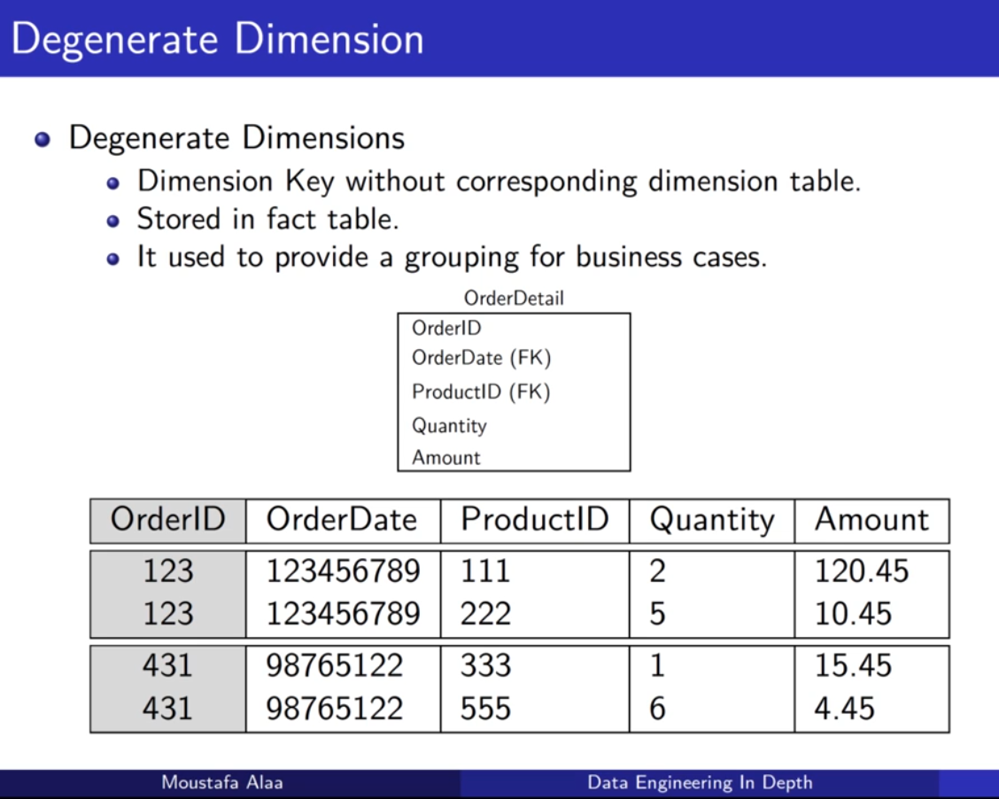 Degenerate Dimension
Degenerate Dimensions
Dimension Key without corresponding dimension table.
Stored in fact table.
It used to provide a grouping for business cases.
OrderDetail
OrderID
OrderDate (FK)
ProductID (FK)
Quantity
Amount
OrderID OrderDate ProductID Quantity Amount
123 123456789 111 2 120.45
123 123456789 222 5 10.45
431 98765122 333 1 15.45
431 98765122 555 6 4.45
Moustafa Alaa Data Engineering In Depth